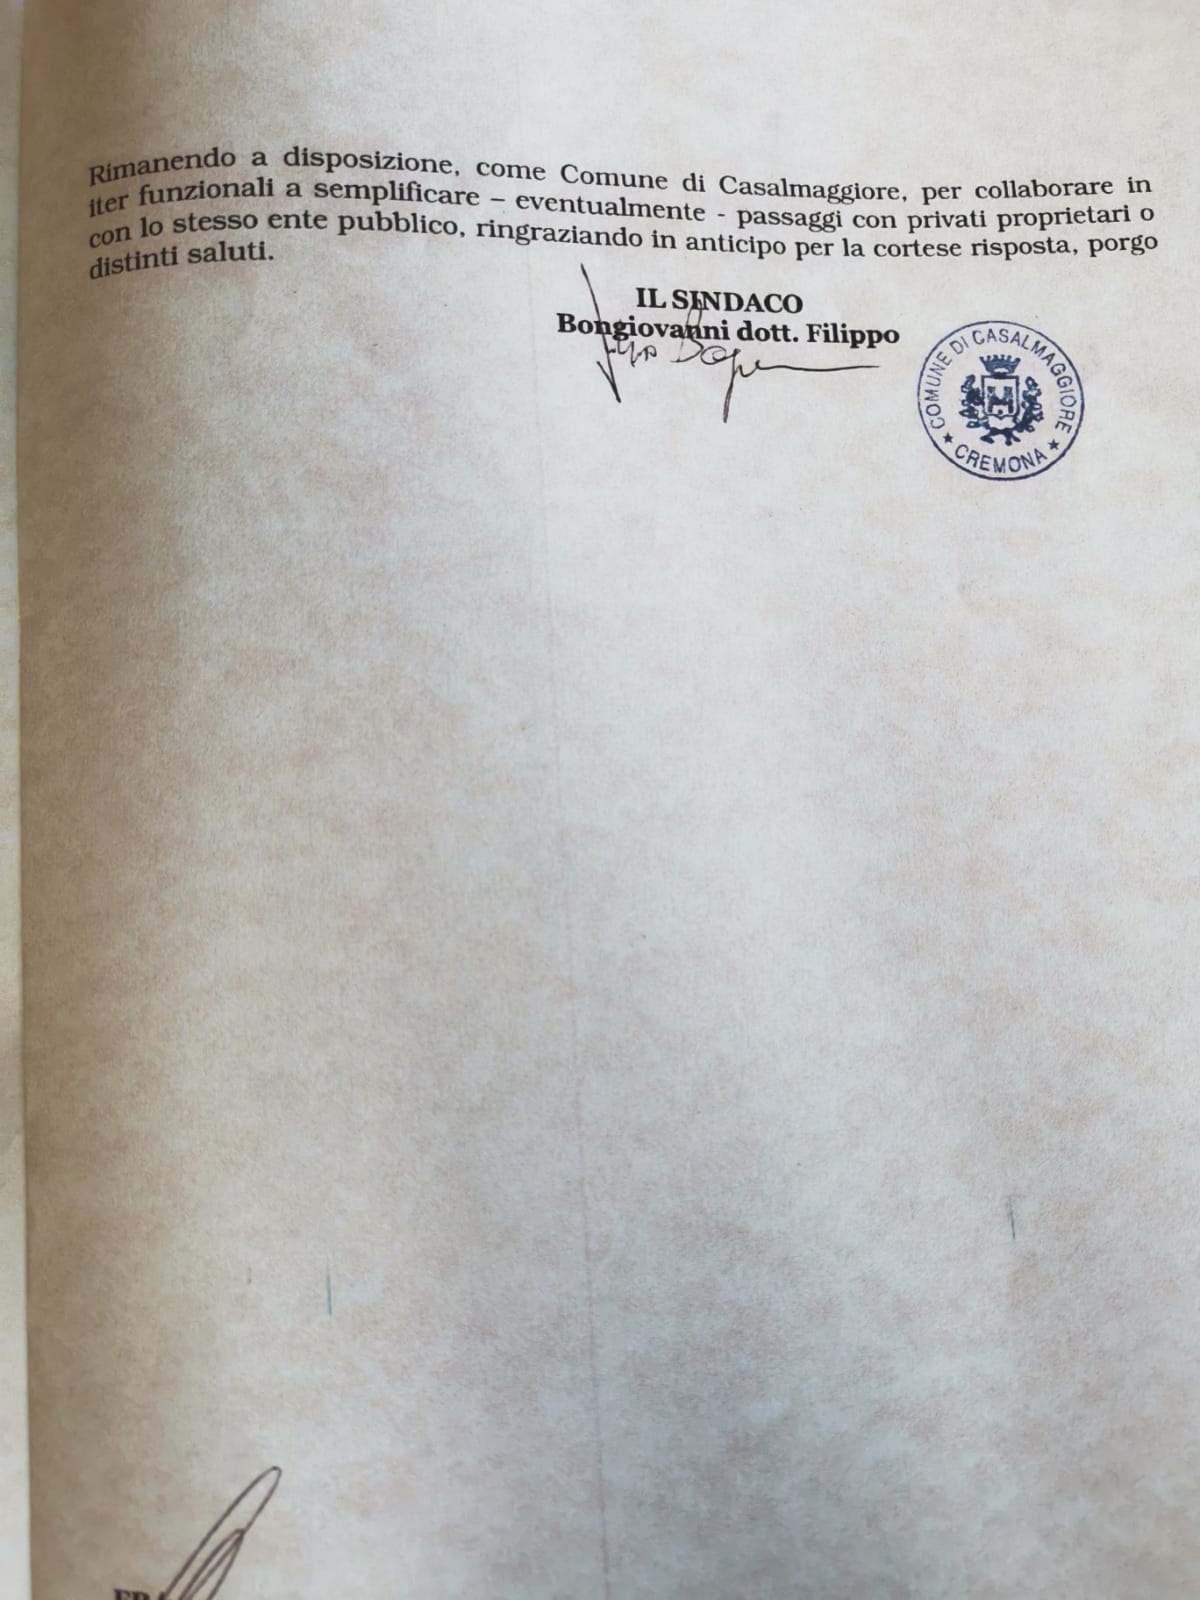 Rimanendo a disposizione, come Comune di Casalmaggiore, per collaborare in
iter funzionali a semplificare – eventualmente - passaggi con privati proprietari o
con lo stesso ente pubblico, ringraziando in anticipo per la cortese risposta, porgo
distinti saluti.
IL SINDACO
Bongiovanni dott. Filippo
COMUNE DI CASALMAGGIORE
★ CREMONA ★